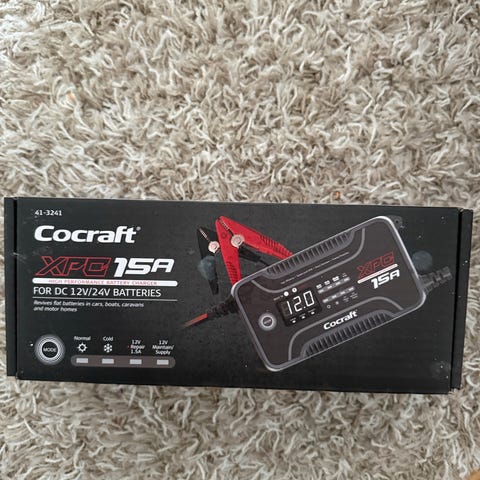 41-3241
Cocraft®
XPC 15A
HIGH PERFORMANCE BATTERY CHARGER
FOR DC 12V/24V BATTERIES
Revives flat batteries in cars, boats, caravans
and motor homes
MODE
Normal
Cold
12V
Repair
1.5A
12V
Maintain/
Supply
12.0
XPC
15A
Cocraft